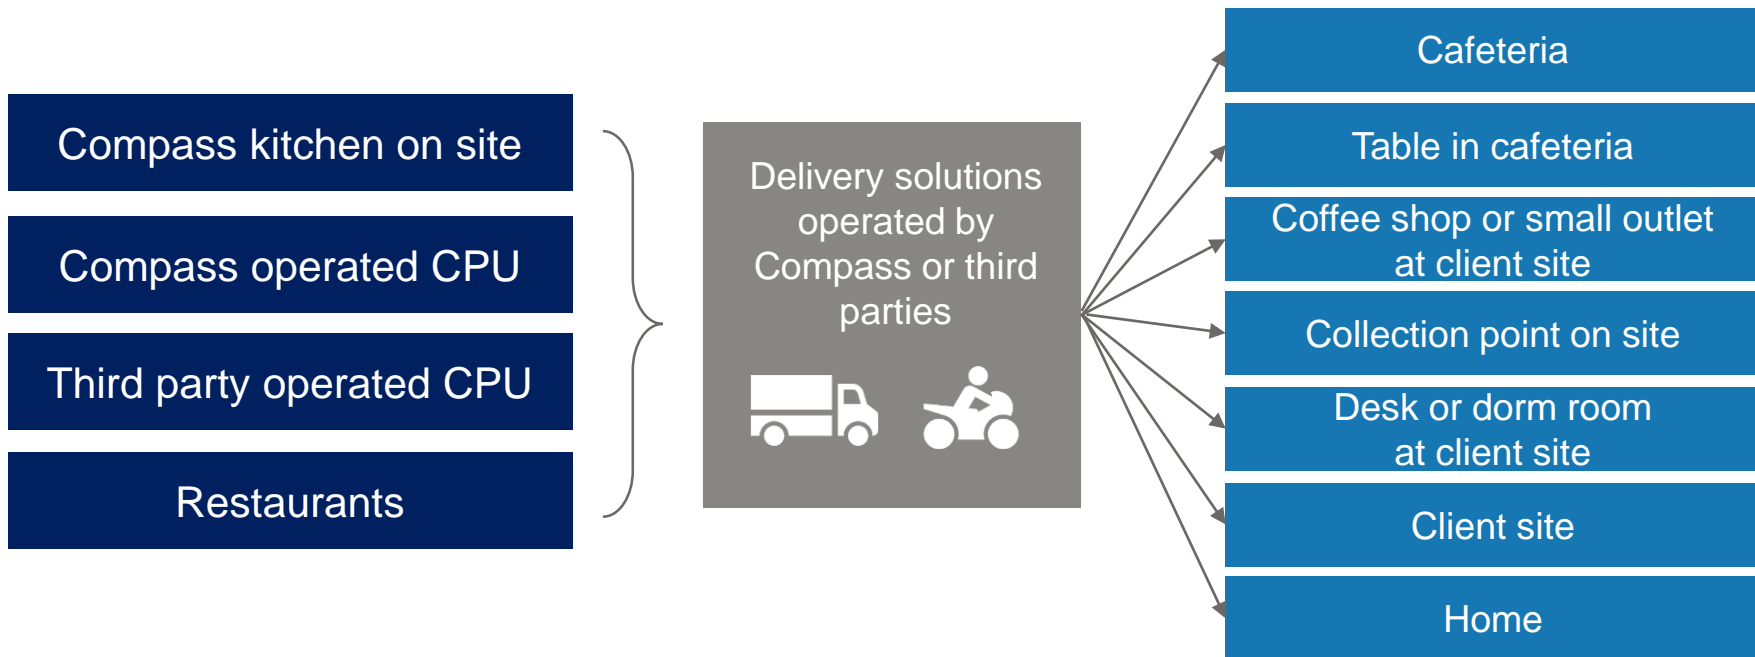 Compass kitchen on site
Compass operated CPU
Third party operated CPU
Restaurants
Delivery solutions
operated by
Compass or third
parties
Cafeteria
Table in cafeteria
Coffee shop or small outlet
at client site
Collection point on site
Desk or dorm room
at client site
Client site
Home